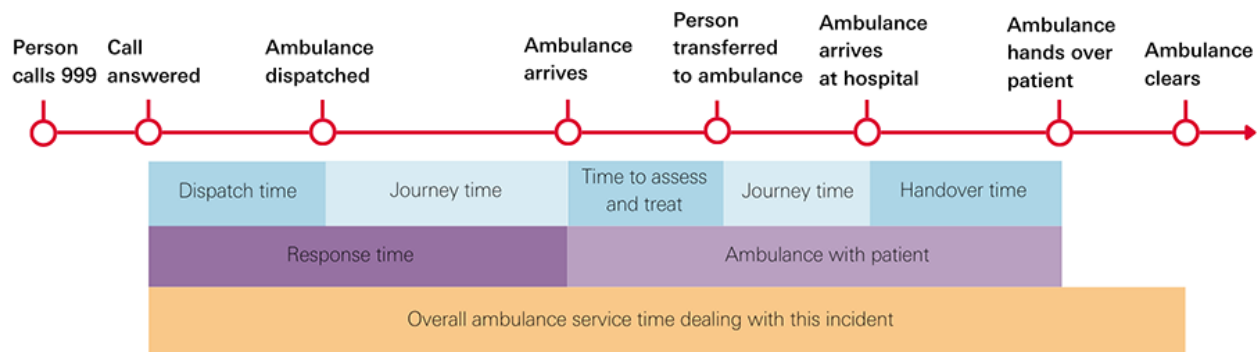 Person
calls 999
Call
answered
Ambulance
dispatched
Ambulance
arrives
Person
transferred
to ambulance
Ambulance
arrives
at hospital
Ambulance
hands over
patient
Ambulance
clears
Dispatch time
Journey time
Time to assess
and treat
Journey time
Handover time
Response time
Ambulance with patient
Overall ambulance service time dealing with this incident